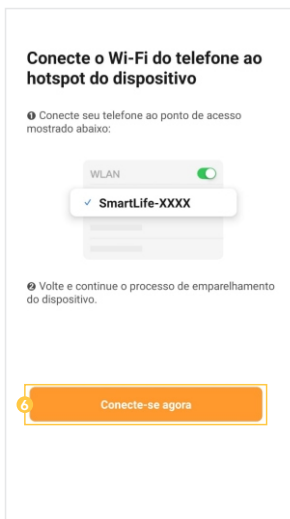 Conecte o Wi-Fi do telefone ao
hotspot do dispositivo
❶ Conecte seu telefone ao ponto de acesso
mostrado abaixo:
WLAN
✓ SmartLife-XXXX
❷ Volte e continue o processo de emparelhamento
do dispositivo.
6 Conecte-se agora